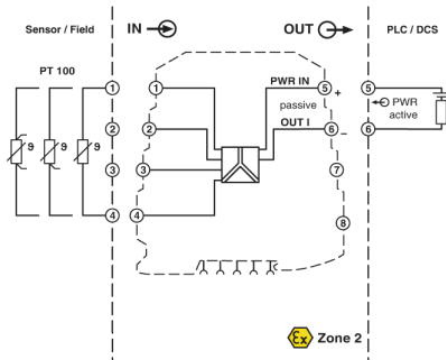 Sensor / Field
IN
OUT
PLC / DCS
PT 100
PWR IN
1
1
5
+
5
passive
PWR
active
2
2
OUT I
6
–
6
ϑ
ϑ
ϑ
3
3
7
4
4
8
Ex Zone 2